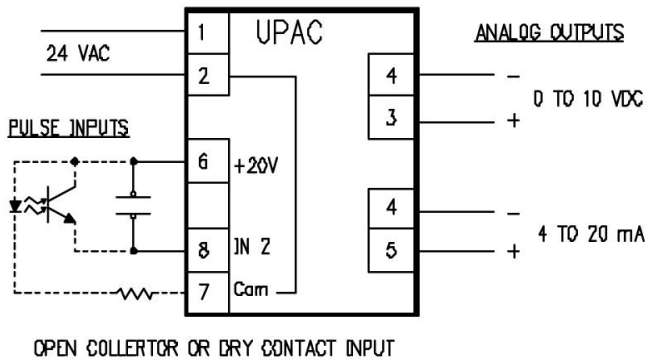 1
UPAC
ANALOG OUTPUTS
24 VAC
2
4
-
0 TO 10 VDC
3
+
PULSE INPUTS
6
+20V
4
-
4 TO 20 mA
8
IN 2
5
+
7
Com
OPEN COLLERTOR OR DRY CONTACT INPUT